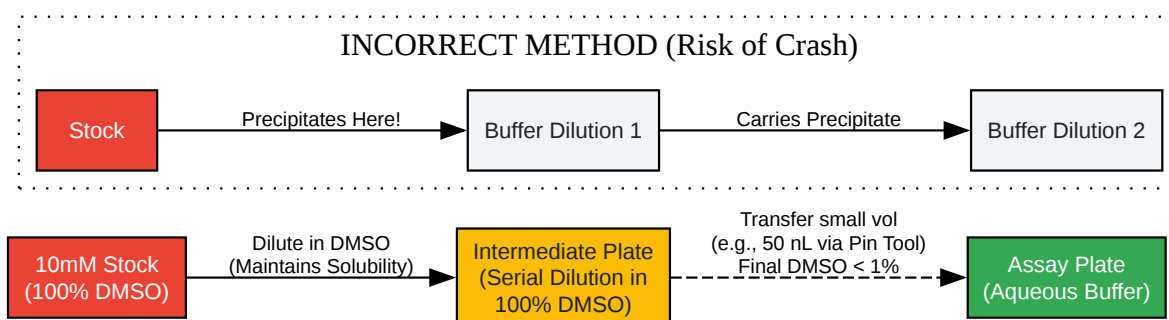 INCORRECT METHOD (Risk of Crash)
Stock
Precipitates Here!
Buffer Dilution 1
Carries Precipitate
Buffer Dilution 2
10mM Stock
(100% DMSO)
Dilute in DMSO
(Maintains Solubility)
Intermediate Plate
(Serial Dilution in
100% DMSO)
Transfer small vol
(e.g., 50 nL via Pin Tool)
Final DMSO < 1%
Assay Plate
(Aqueous Buffer)